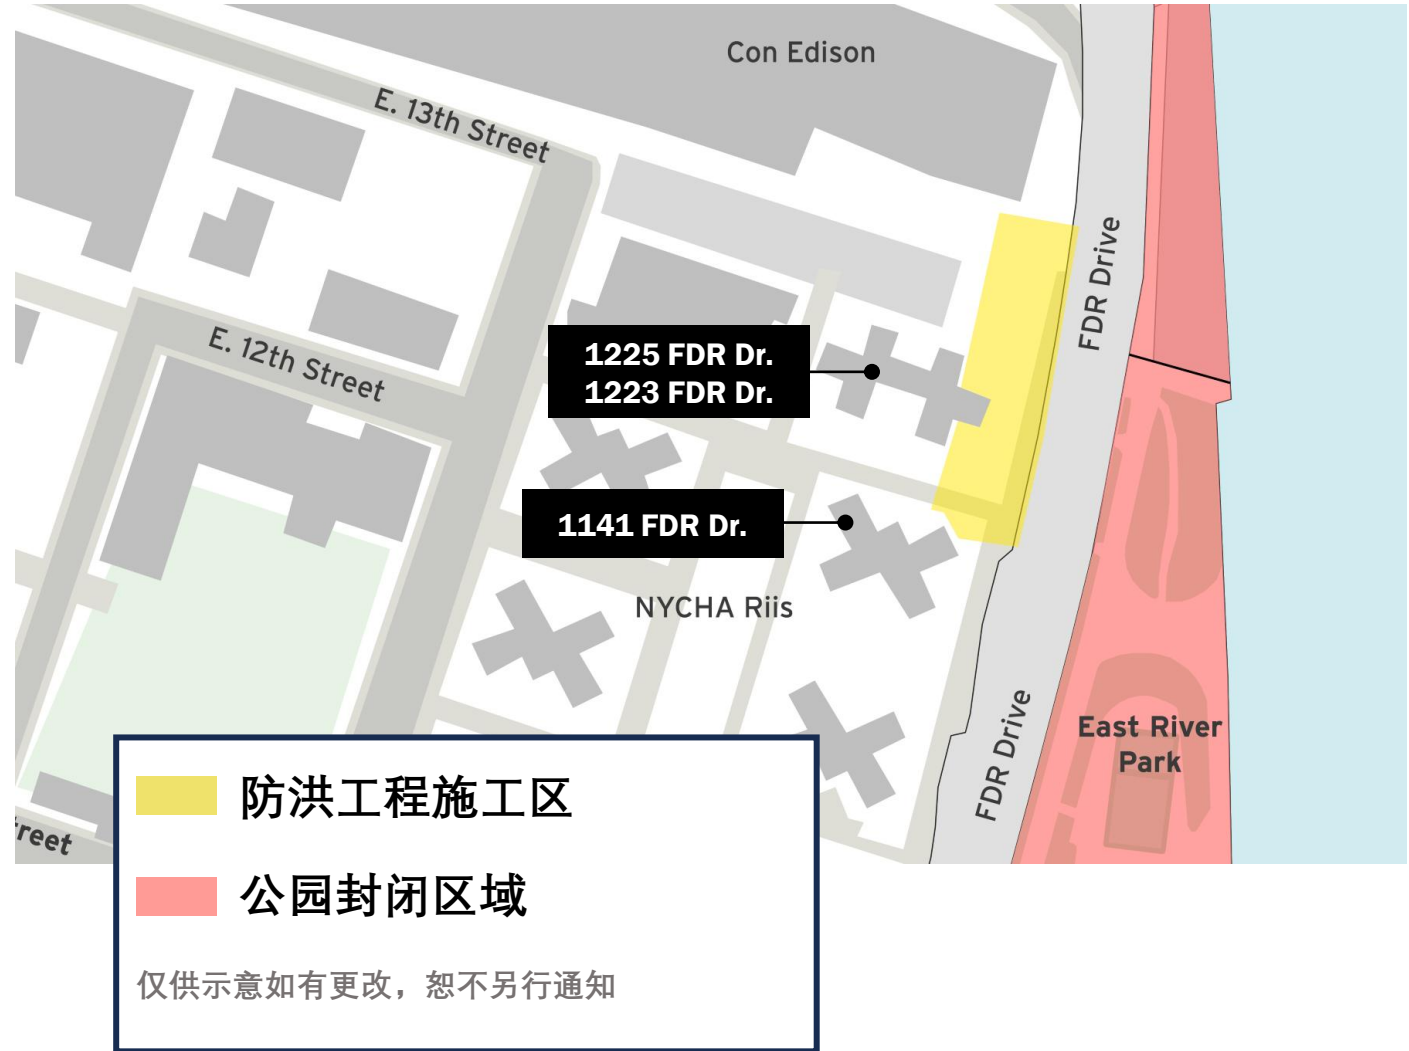 Con Edison
E. 13th Street
FDR Drive
E. 12th Street
1225 FDR Dr.
1223 FDR Dr.
1141 FDR Dr.
NYCHA Riis
FDR Drive
East River
Park
防洪工程施工区
treet
公园封闭区域
仅供示意如有更改，恕不另行通知